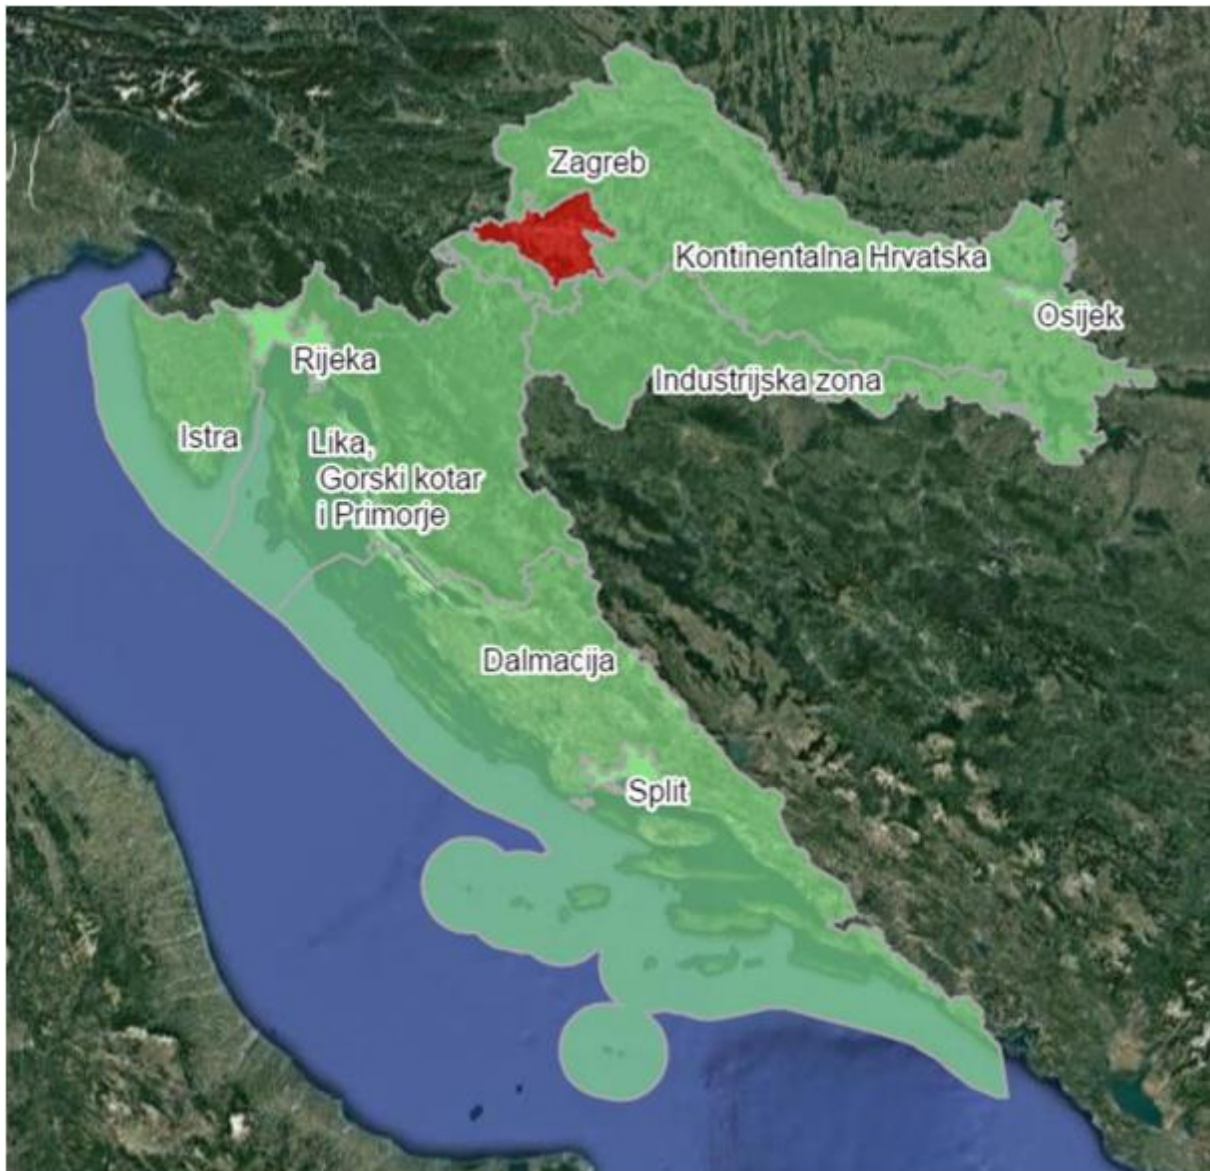 Zagreb
Kontinentalna Hrvatska
Osijek
Rijeka
Industrijska zona
Istra
Lika,
Gorski kotar
i Primorje
Dalmacija
Split